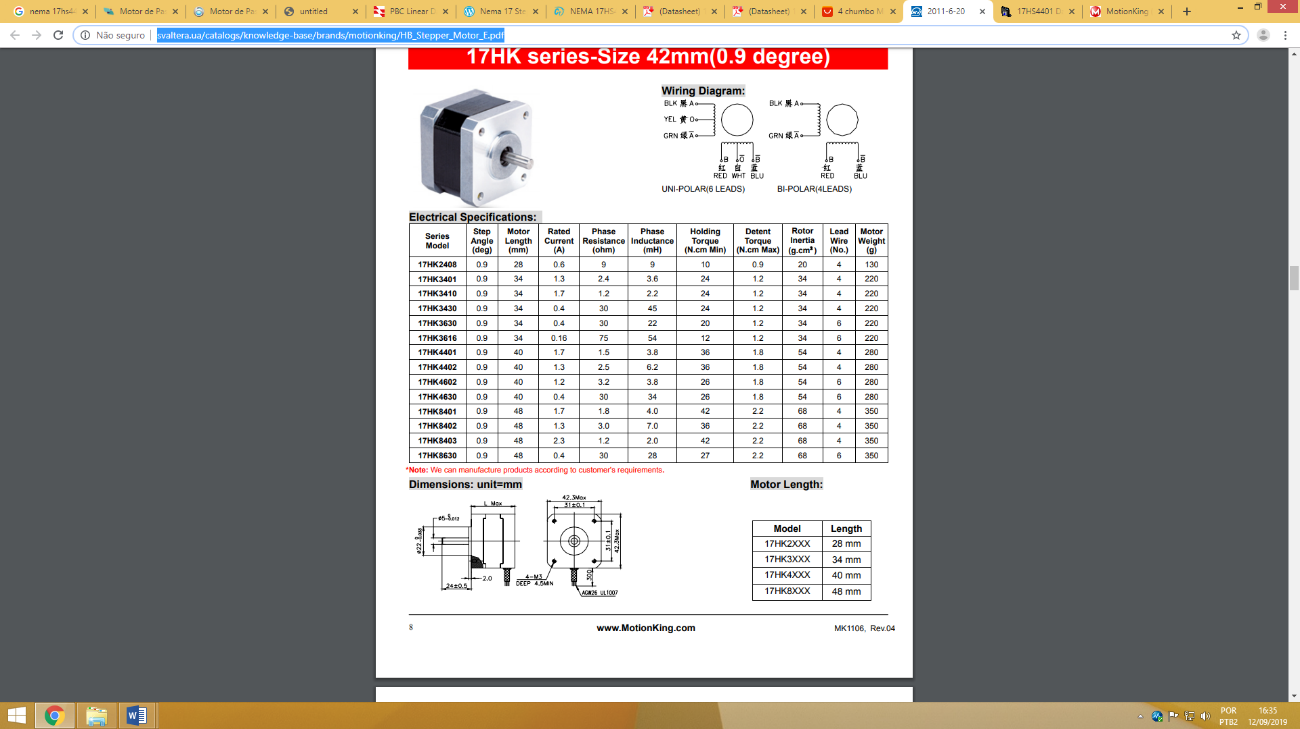 nema 17hs4
Motor de Pa
Motor de Pa
untitled
PBC Linear D
Nema 17 Ste
NEMA 17HS
(Datasheet)
(Datasheet)
4 chumbo N
2011-6-20
17HS4401 D
MotionKing
Não seguro
svaltera.ua/catalogs/knowledge-base/brands/motionking/HB_Stepper_Motor_E.pdf
17HK series-Size 42mm(0.9 degree)
Wiring Diagram:
BLK 黑 A BLK 黑 A
YEL 黄 O
GRN 绿 A̅ GRN 绿 A̅
B O̅ B̅ B B̅
红 白 蓝 红 蓝
RED WHT BLU RED BLU
UNI-POLAR(6 LEADS) BI-POLAR(4LEADS)
Electrical Specifications:
Series Model Step Angle (deg) Motor Length (mm) Rated Current (A) Phase Resistance (ohm) Phase Inductance (mH) Holding Torque (N.cm Min) Detent Torque (N.cm Max) Rotor Inertia (g.cm²) Lead Wire (No.) Motor Weight (g)
17HK2408 0.9 28 0.6 9 9 10 0.9 20 4 130
17HK3401 0.9 34 1.3 2.4 3.6 24 1.2 34 4 220
17HK3410 0.9 34 1.7 1.2 2.2 24 1.2 34 4 220
17HK3430 0.9 34 0.4 30 45 24 1.2 34 4 220
17HK3630 0.9 34 0.4 30 22 20 1.2 34 6 220
17HK3616 0.9 34 0.16 75 54 12 1.2 34 6 220
17HK4401 0.9 40 1.7 1.5 3.8 36 1.8 54 4 280
17HK4402 0.9 40 1.3 2.5 6.2 36 1.8 54 4 280
17HK4602 0.9 40 1.2 3.2 3.8 26 1.8 54 6 280
17HK4630 0.9 40 0.4 30 34 26 1.8 54 6 280
17HK8401 0.9 48 1.7 1.8 4.0 42 2.2 68 4 350
17HK8402 0.9 48 1.3 3.0 7.0 36 2.2 68 4 350
17HK8403 0.9 48 2.3 1.2 2.0 42 2.2 68 4 350
17HK8630 0.9 48 0.4 30 28 27 2.2 68 6 350
*Note: We can manufacture products according to customer's requirements.
Dimensions: unit=mm
L Max
42.3Max
31±0.1
31±0.1
42.3Max
2.0
24±0.5
4-M3
DEEP 4.5MIN
300
AGW26 UL1007
Motor Length:
Model Length
17HK2XXX 28 mm
17HK3XXX 34 mm
17HK4XXX 40 mm
17HK8XXX 48 mm
8 www.MotionKing.com MK1106, Rev.04
POR
PTB2
16:35
12/09/2019